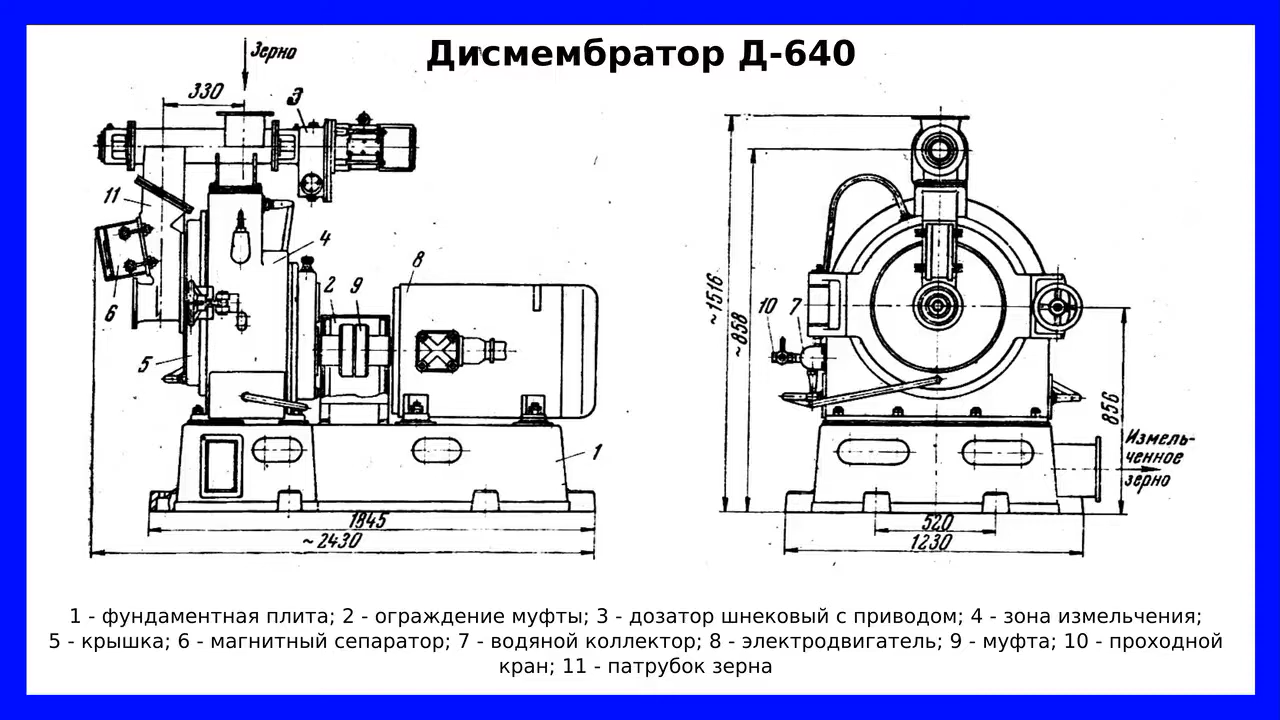 Дисмембратор Д-640
Зерно
330
3
11
4
8
2 9
6
5
1
1845
~2430
~1516
~858
10 7
856
Измель-
ченное
зерно
520
1230
1 - фундаментная плита; 2 - ограждение муфты; 3 - дозатор шнековый с приводом; 4 - зона измельчения;
5 - крышка; 6 - магнитный сепаратор; 7 - водяной коллектор; 8 - электродвигатель; 9 - муфта; 10 - проходной
кран; 11 - патрубок зерна